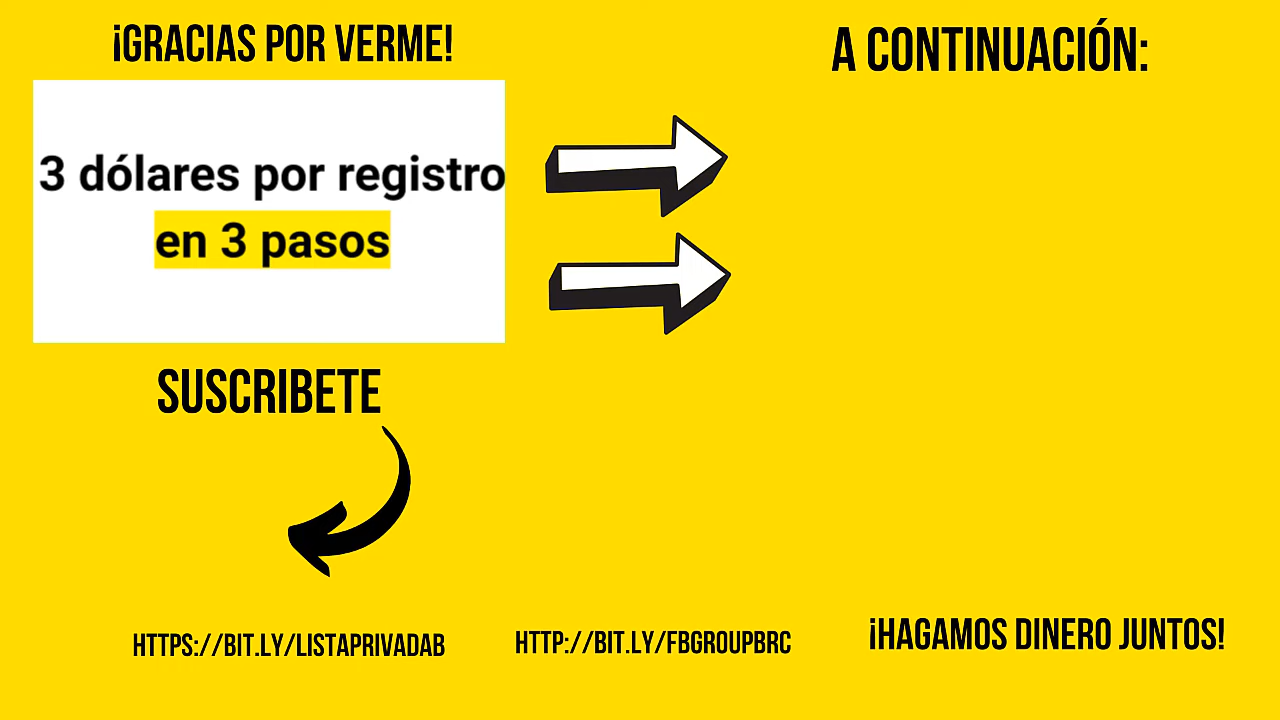 ¡GRACIAS POR VERME!
A CONTINUACIÓN:
3 dólares por registro
en 3 pasos
SUSCRIBETE
HTTPS://BIT.LY/LISTAPRIVADAB
HTTP://BIT.LY/FBGROUPBRC
¡HAGAMOS DINERO JUNTOS!